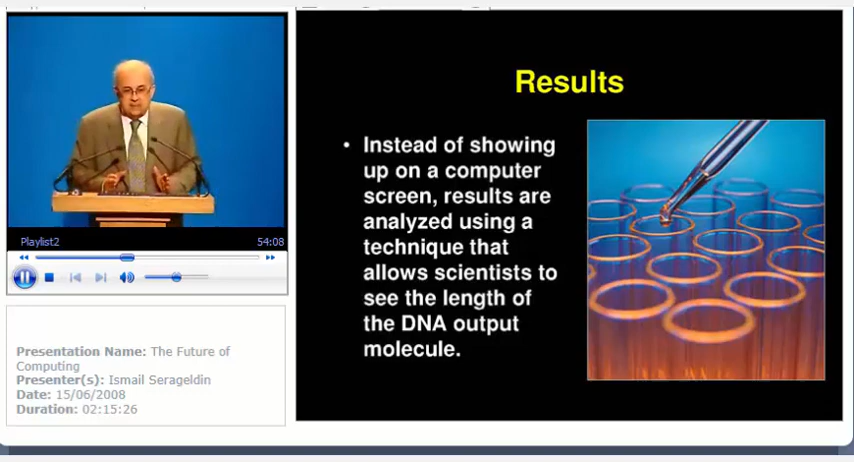 Playlist2 54:08
Presentation Name: The Future of
Computing
Presenter(s): Ismail Serageldin
Date: 15/06/2008
Duration: 02:15:26
Results
• Instead of showing
up on a computer
screen, results are
analyzed using a
technique that
allows scientists to
see the length of
the DNA output
molecule.